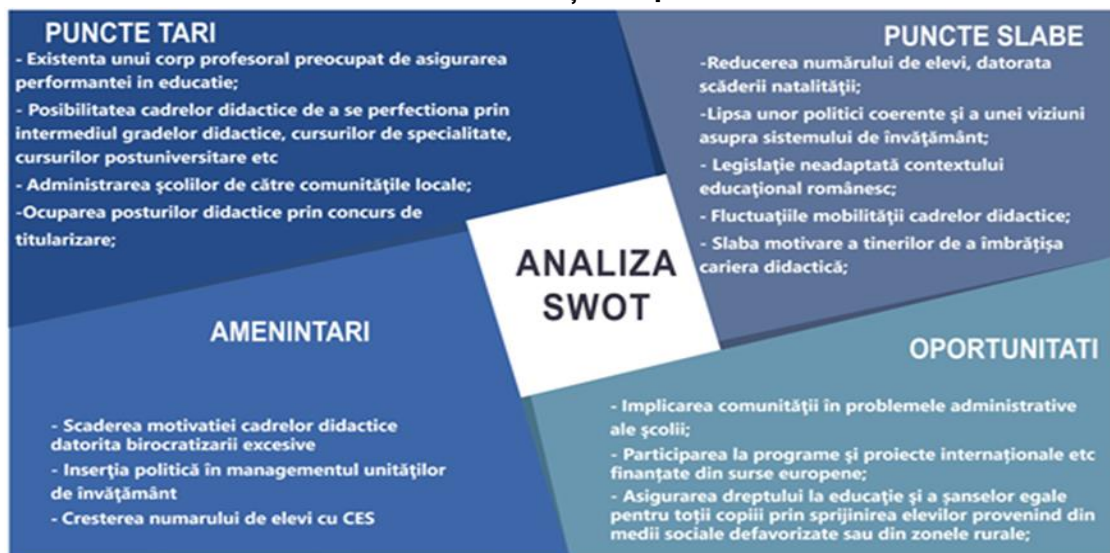 PUNCTE TARI
- Existenta unui corp profesoral preocupat de asigurarea
performantei in educatie;
- Posibilitatea cadrelor didactice de a se perfectiona prin
intermediul gradelor didactice, cursurilor de specialitate,
cursurilor postuniversitare etc
- Administrarea şcolilor de către comunităţile locale;
-Ocuparea posturilor didactice prin concurs de
titularizare;
PUNCTE SLABE
-Reducerea numărului de elevi, datorata
scăderii natalităţii;
-Lipsa unor politici coerente şi a unei viziuni
asupra sistemului de învăţământ;
- Legislaţie neadaptată contextului
educaţional românesc;
- Fluctuaţiile mobilităţii cadrelor didactice;
- Slaba motivare a tinerilor de a îmbrățișa
cariera didactică;
ANALIZA
SWOT
AMENINTARI
- Scaderea motivatiei cadrelor didactice
datorita birocratizarii excesive
- Inserţia politică în managementul unităţilor
de învăţământ
- Cresterea numarului de elevi cu CES
OPORTUNITATI
- Implicarea comunităţii în problemele administrative
ale şcolii;
- Participarea la programe şi proiecte internaţionale etc
finanţate din surse europene;
- Asigurarea dreptului la educaţie şi a șanselor egale
pentru toţii copiii prin sprijinirea elevilor provenind din
medii sociale defavorizate sau din zonele rurale;